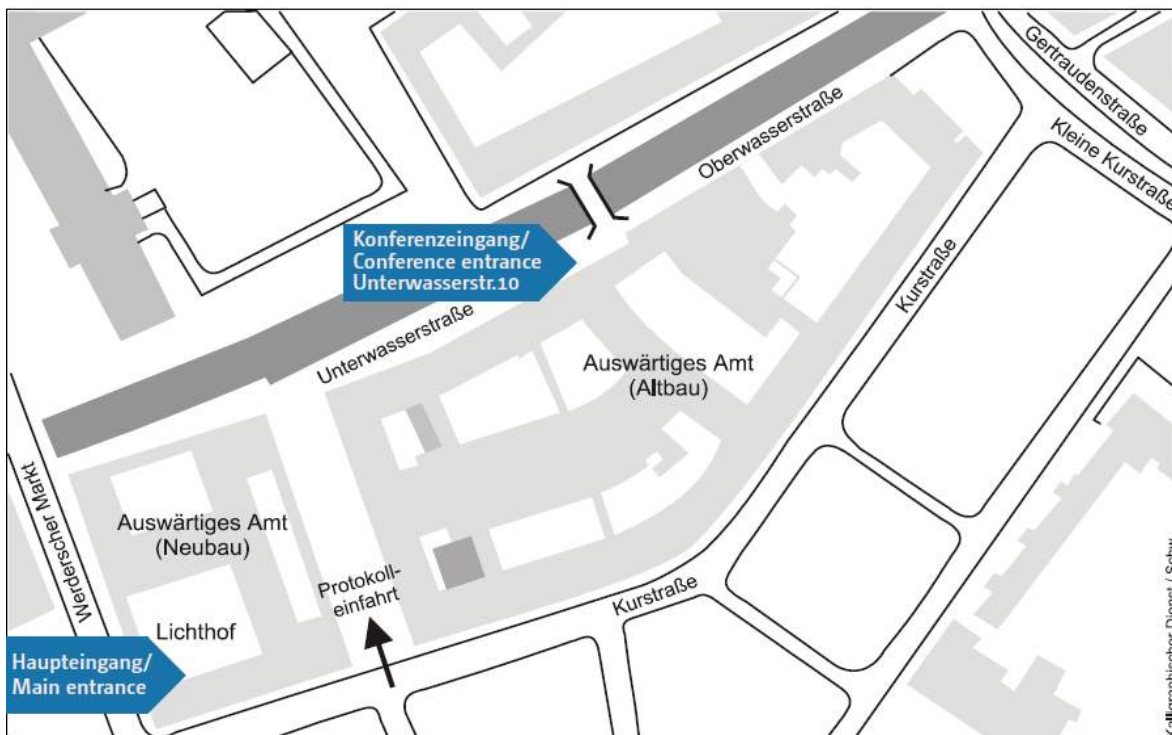 Gertraudenstraße
Kleine Kurstraße
Oberwasserstraße
Konferenzeingang/
Conference entrance
Unterwasserstr.10
Kurstraße
Unterwasserstraße
Auswärtiges Amt
(Altbau)
Werderscher Markt
Auswärtiges Amt
(Neubau)
Protokoll-
einfahrt
Kurstraße
Lichthof
Haupteingang/
Main entrance
Dienst /